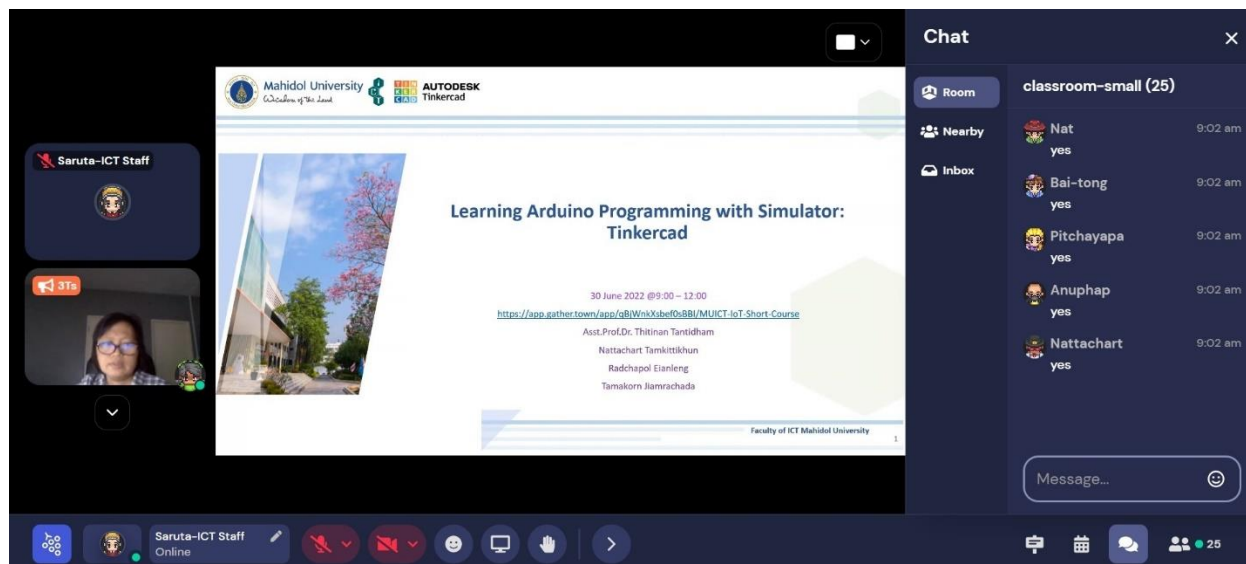 Mahidol University
Wisdom of the Land
AUTODESK
Tinkercad
Saruta-ICT Staff
3Ts
Learning Arduino Programming with Simulator:
Tinkercad
30 June 2022 @9:00 – 12:00
https://app.gather.town/app/qBjWnkXsbef0sBBl/MUICT-IoT-Short-Course
Asst.Prof.Dr. Thitinan Tantidham
Nattachart Tamkittikhun
Radchapol Eianleng
Tamakorn Jiamrachada
Faculty of ICT Mahidol University
1
Chat
Room
Nearby
Inbox
classroom-small (25)
Nat 9:02 am
yes
Bai-tong 9:02 am
yes
Pitchayapa 9:02 am
yes
Anuphap 9:02 am
yes
Nattachart 9:02 am
yes
Message...
Saruta-ICT Staff
Online
25